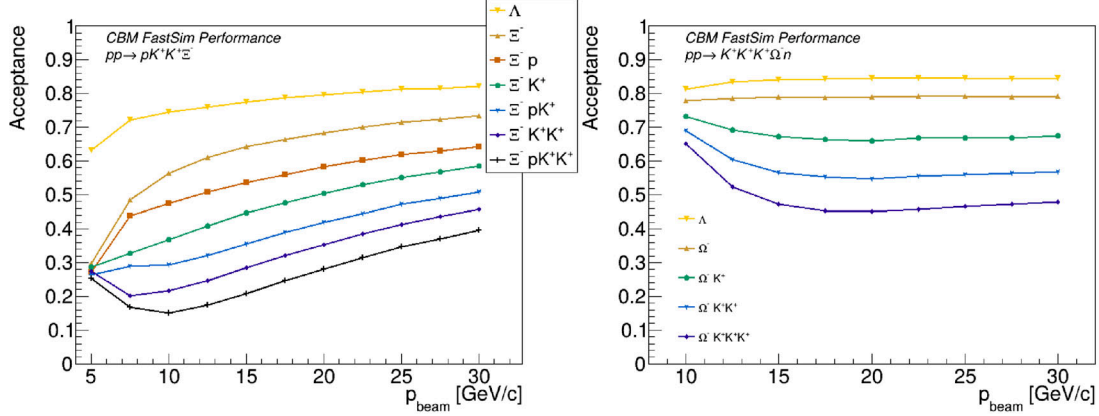 CBM FastSim Performance
pp→ pK⁺K⁺Ξ⁻
Acceptance
1
0.9
0.8
0.7
0.6
0.5
0.4
0.3
0.2
0.1
0
5 10 15 20 25 30
p_beam [GeV/c]
Λ
Ξ⁻
Ξ⁻ p
Ξ⁻ K⁺
Ξ⁻ pK⁺
Ξ⁻ K⁺K⁺
Ξ⁻ pK⁺K⁺
CBM FastSim Performance
pp→ K⁺K⁺K⁺Ω⁻n
Acceptance
1
0.9
0.8
0.7
0.6
0.5
0.4
0.3
0.2
0.1
0
10 15 20 25 30
p_beam [GeV/c]
Λ
Ω⁻
Ω⁻ K⁺
Ω⁻ K⁺K⁺
Ω⁻ K⁺K⁺K⁺